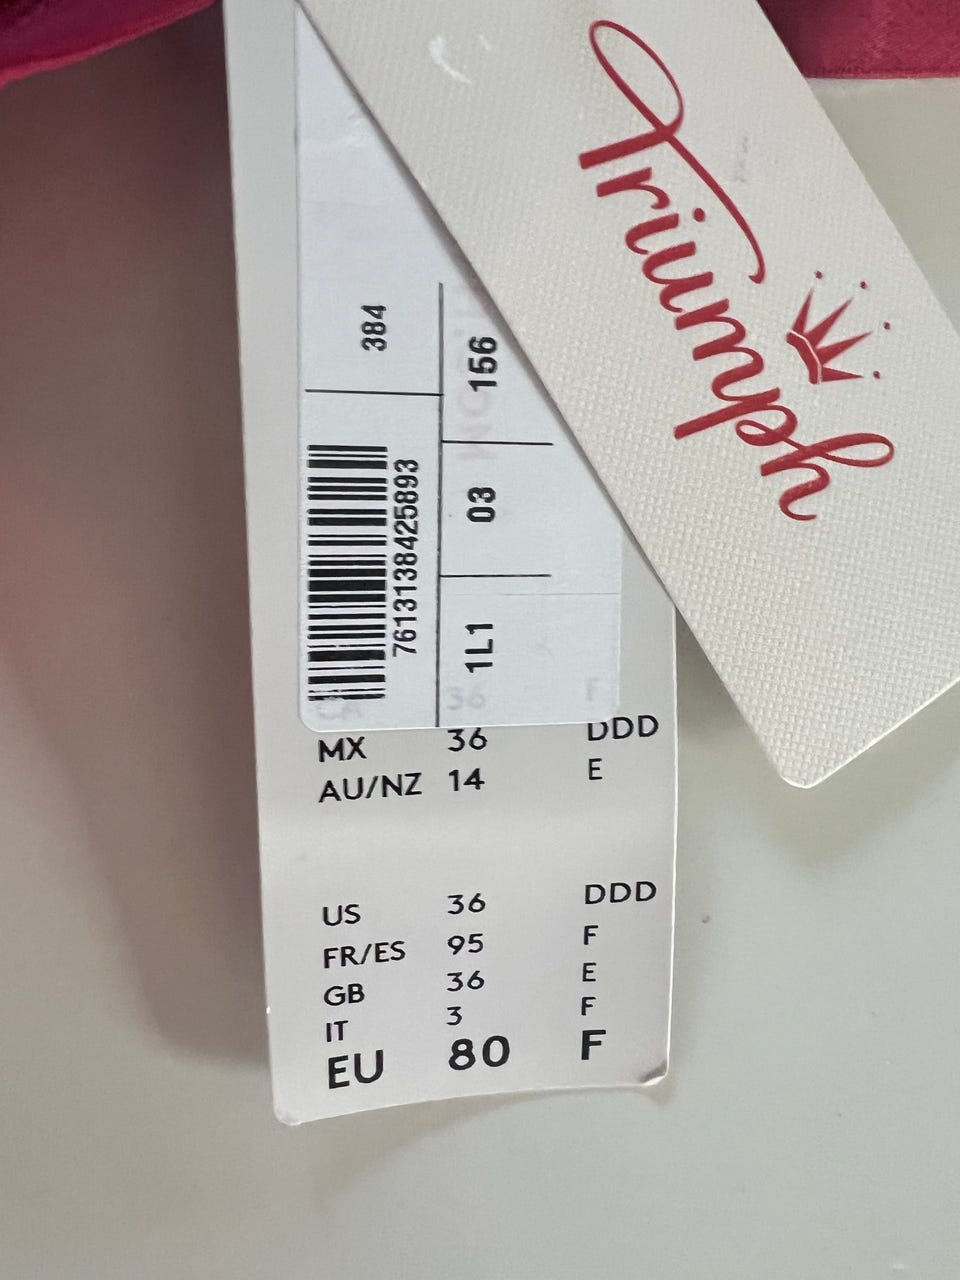 Triumph
384
156
03
1L1
7613138425893
36
MX 36 DDD
AU/NZ 14 E
US 36 DDD
FR/ES 95 F
GB 36 E
IT 3 F
EU 80 F